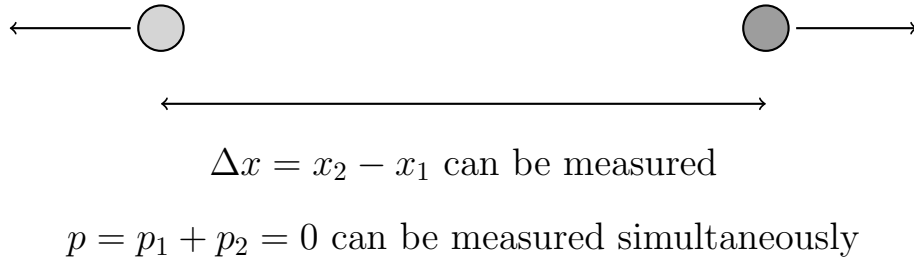 Δx = x₂ − x₁ can be measured
p = p₁ + p₂ = 0 can be measured simultaneously